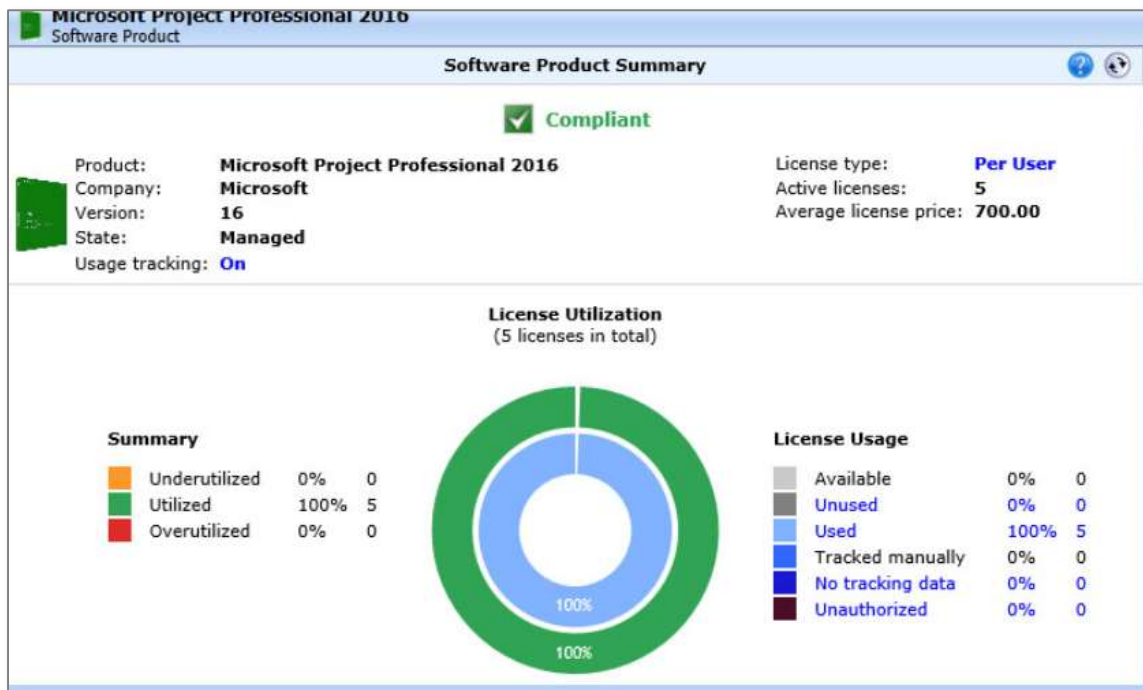 Microsoft Project Professional 2016
Software Product
Software Product Summary
Compliant
Product: Microsoft Project Professional 2016
Company: Microsoft
Version: 16
State: Managed
Usage tracking: On
License type: Per User
Active licenses: 5
Average license price: 700.00
License Utilization
(5 licenses in total)
Summary
Underutilized 0% 0
Utilized 100% 5
Overutilized 0% 0
100%
100%
License Usage
Available 0% 0
Unused 0% 0
Used 100% 5
Tracked manually 0% 0
No tracking data 0% 0
Unauthorized 0% 0